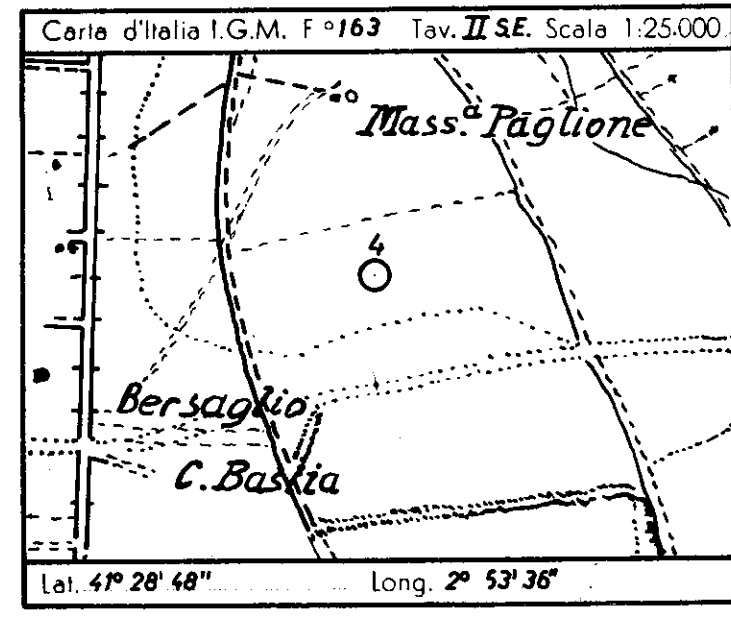 Carta d'Italia I.G.M. F° 163 Tav. II S.E. Scala 1:25.000
Mass.ª Paglione
4
Bersaglio
C. Bastia
Lat. 41° 28' 48" Long. 2° 53' 36"